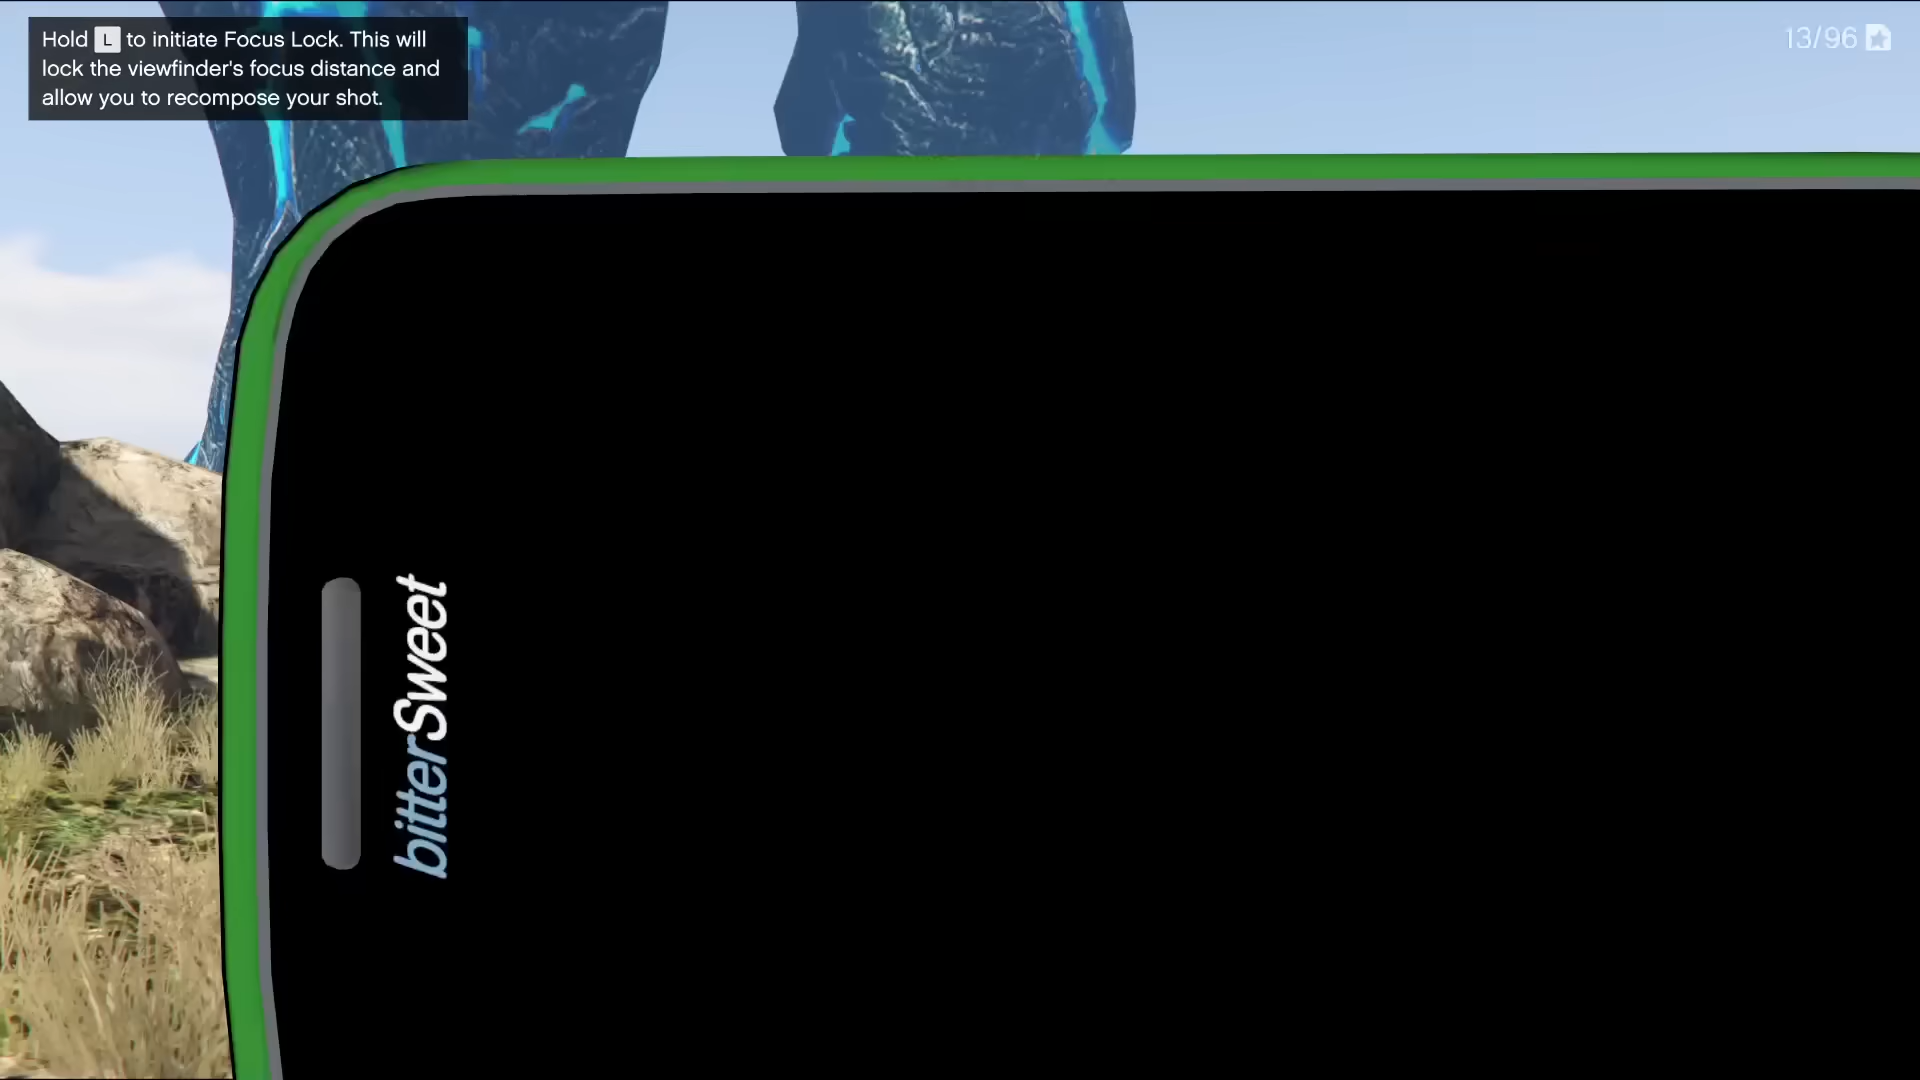 Hold L to initiate Focus Lock. This will
lock the viewfinder's focus distance and
allow you to recompose your shot.
13/96
bitterSweet